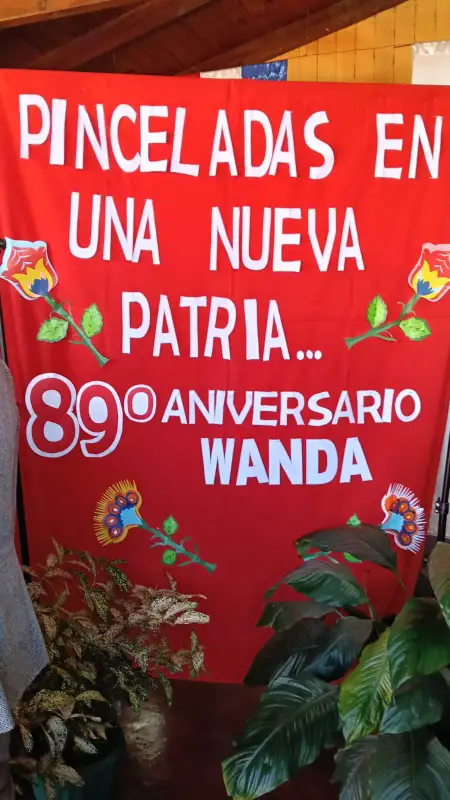 PINCELADAS EN
UNA NUEVA
PATRIA...
89º ANIVERSARIO
WANDA